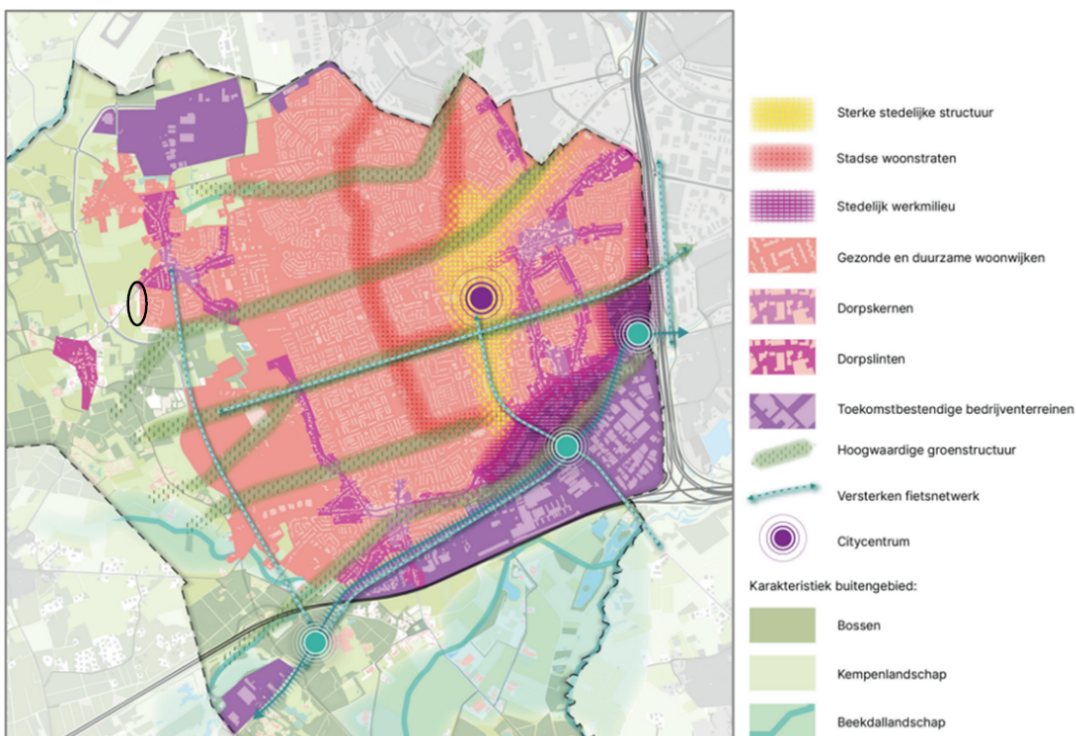 Sterke stedelijke structuur
Stadse woonstraten
Stedelijk werkmilieu
Gezonde en duurzame woonwijken
Dorpskernen
Dorpslinten
Toekomstbestendige bedrijventerreinen
Hoogwaardige groenstructuur
Versterken fietsnetwerk
Citycentrum
Karakteristiek buitengebied:
Bossen
Kempenlandschap
Beekdallandschap